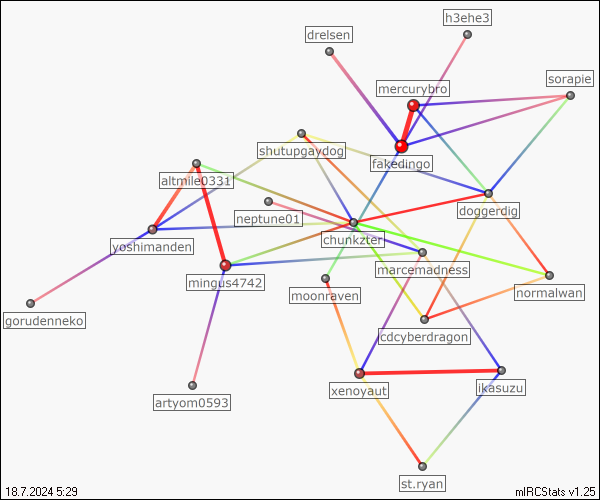 h3ehe3
drelsen
sorapie
mercurybro
shutupgaydog
fakedingo
altmile0331
doggerdig
neptune01
chunkzter
yoshimanden
marcemadness
mingus4742
moonraven
normalwan
gorudenneko
cdcyberdragon
xenoyaut
ikasuzu
artyom0593
st.ryan
18.7.2024 5:29
mIRCStats v1.25